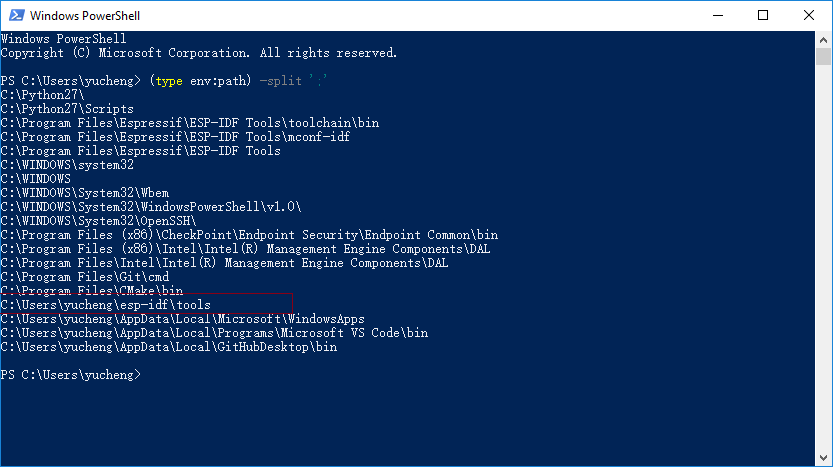 Windows PowerShell
Windows PowerShell
Copyright (C) Microsoft Corporation. All rights reserved.
PS C:\Users\yucheng> (type env:path) -split ';'
C:\Python27\
C:\Python27\Scripts
C:\Program Files\Espressif\ESP-IDF Tools\toolchain\bin
C:\Program Files\Espressif\ESP-IDF Tools\mconf-idf
C:\Program Files\Espressif\ESP-IDF Tools
C:\WINDOWS\system32
C:\WINDOWS
C:\WINDOWS\System32\Wbem
C:\WINDOWS\System32\WindowsPowerShell\v1.0\
C:\WINDOWS\System32\OpenSSH\
C:\Program Files (x86)\CheckPoint\Endpoint Security\Endpoint Common\bin
C:\Program Files (x86)\Intel\Intel(R) Management Engine Components\DAL
C:\Program Files\Intel\Intel(R) Management Engine Components\DAL
C:\Program Files\Git\cmd
C:\Program Files\CMake\bin
C:\Users\yucheng\esp-idf\tools
C:\Users\yucheng\AppData\Local\Microsoft\WindowsApps
C:\Users\yucheng\AppData\Local\Programs\Microsoft VS Code\bin
C:\Users\yucheng\AppData\Local\GitHubDesktop\bin
PS C:\Users\yucheng>